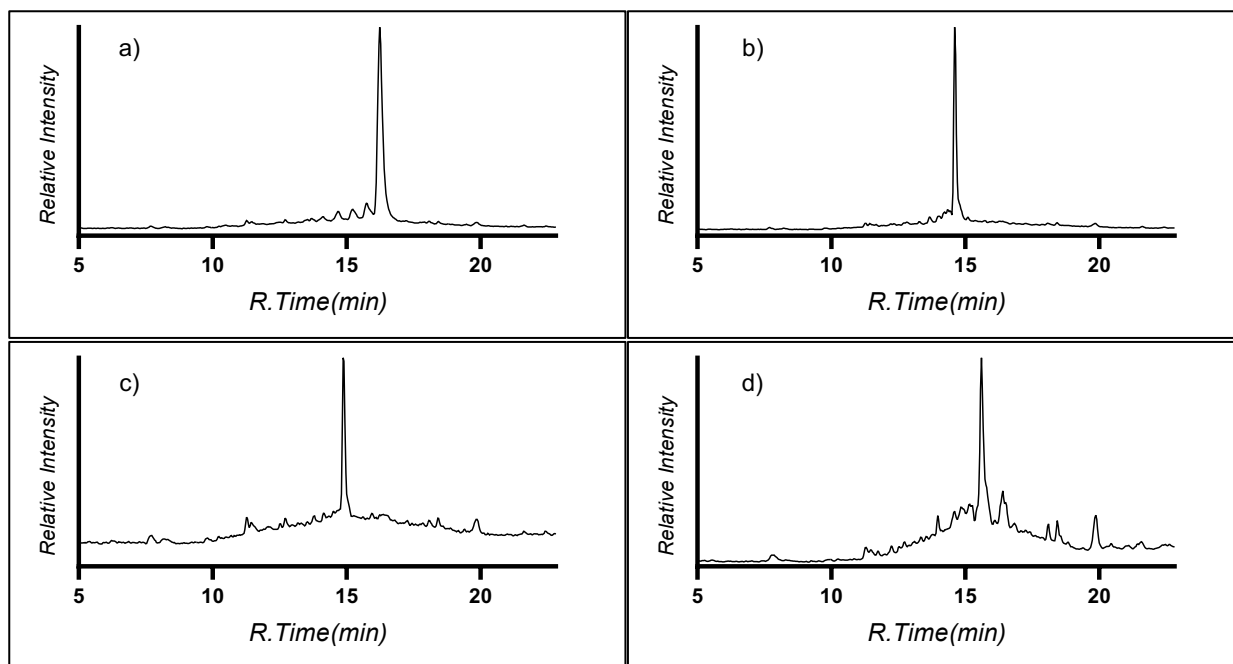 a)
Relative Intensity
5 10 15 20
R.Time(min)
b)
Relative Intensity
5 10 15 20
R.Time(min)
c)
Relative Intensity
5 10 15 20
R.Time(min)
d)
Relative Intensity
5 10 15 20
R.Time(min)